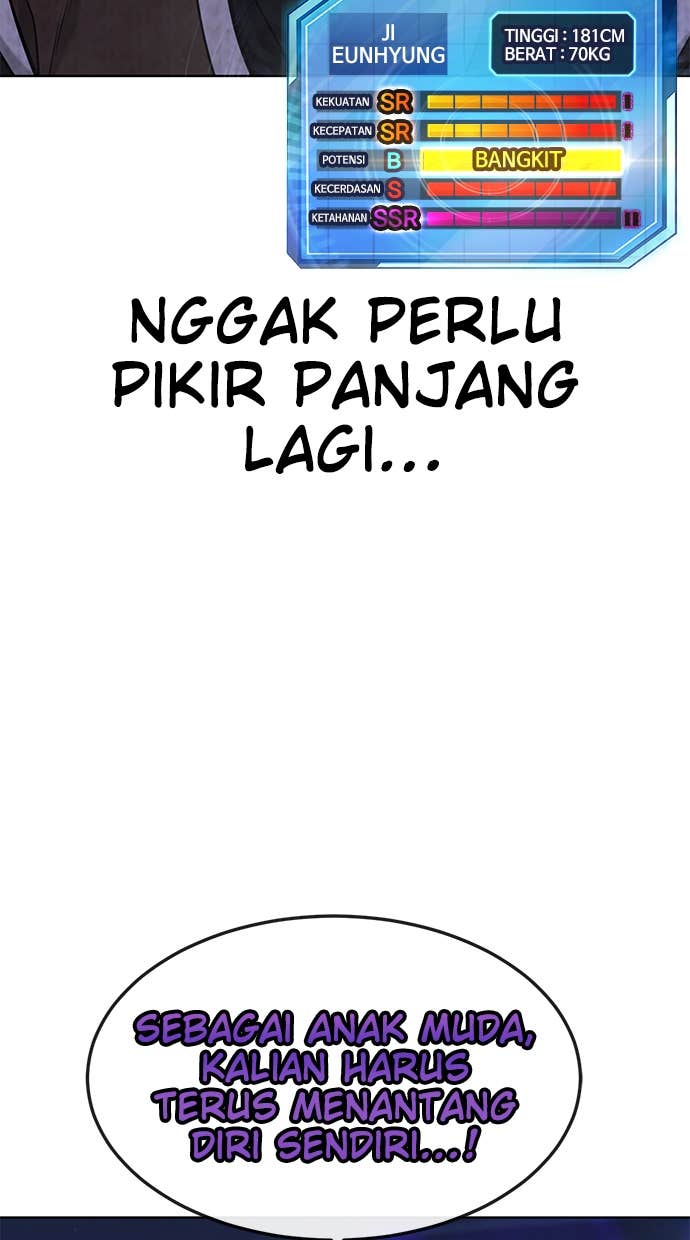 JI
EUNHYUNG
TINGGI : 181CM
BERAT : 70KG
KEKUATAN SR
KECEPATAN SR
POTENSI B BANGKIT
KECERDASAN S
KETAHANAN SSR
NGGAK PERLU
PIKIR PANJANG
LAGI...
SEBAGAI ANAK MUDA,
KALIAN HARUS
TERUS MENANTANG
DIRI SENDIRI...!